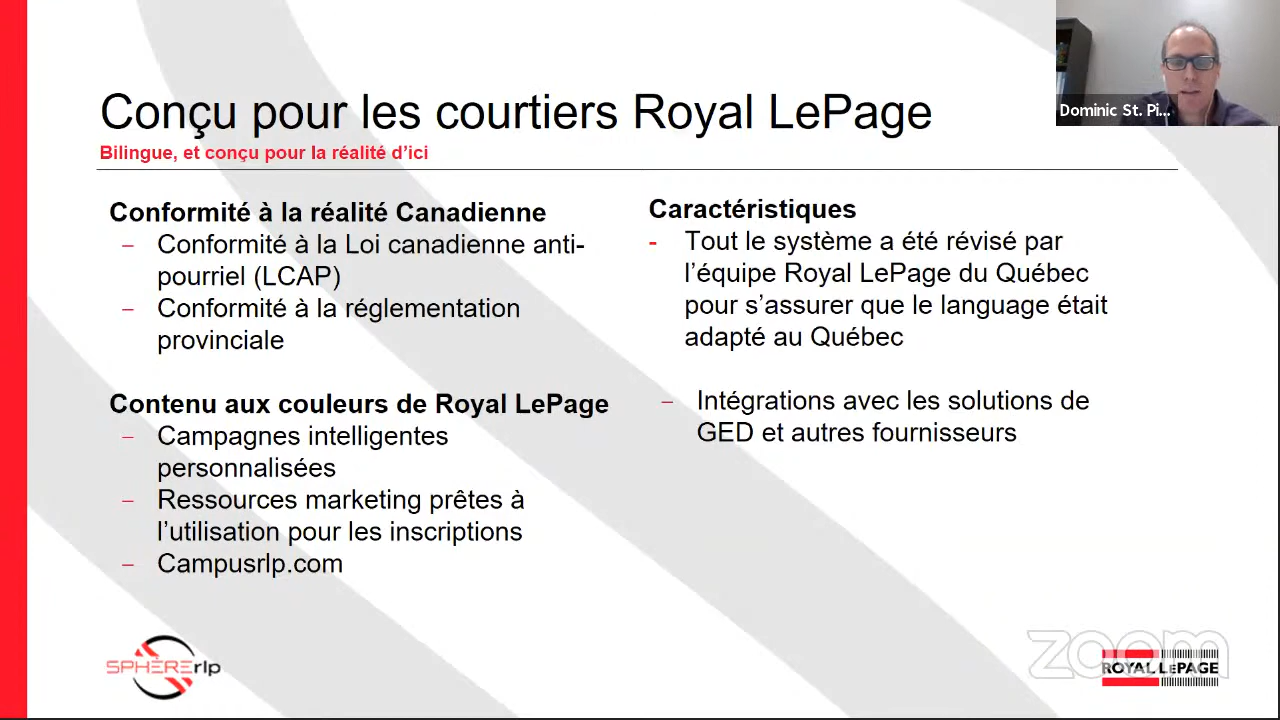 Conçu pour les courtiers Royal LePage
Bilingue, et conçu pour la réalité d’ici
Conformité à la réalité Canadienne
– Conformité à la Loi canadienne anti-
pourriel (LCAP)
– Conformité à la réglementation
provinciale
Contenu aux couleurs de Royal LePage
– Campagnes intelligentes
personnalisées
– Ressources marketing prêtes à
l’utilisation pour les inscriptions
– Campusrlp.com
Caractéristiques
- Tout le système a été révisé par
l’équipe Royal LePage du Québec
pour s’assurer que le language était
adapté au Québec
– Intégrations avec les solutions de
GED et autres fournisseurs
Dominic St. Pi...
SPHÈRErlp
zoom
ROYAL LEPAGE